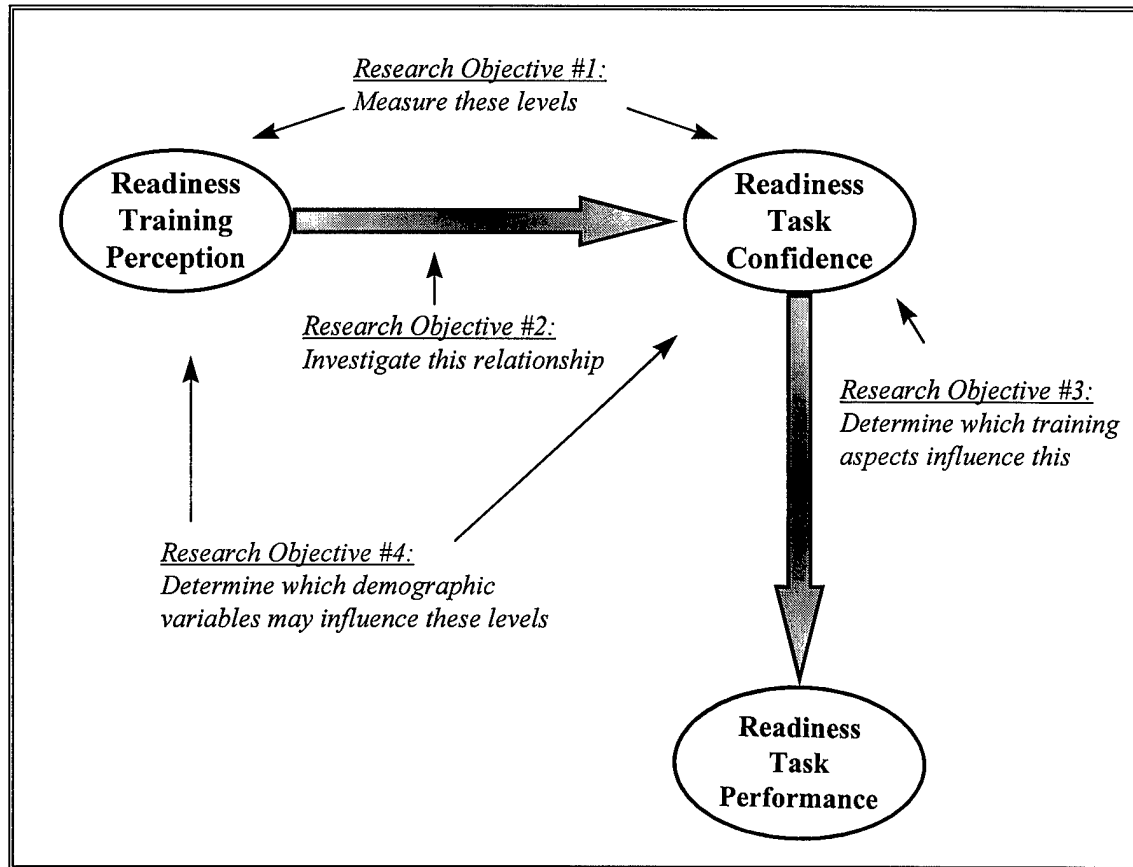 Research Objective #1:
Measure these levels
Readiness
Training
Perception
Readiness
Task
Confidence
Research Objective #2:
Investigate this relationship
Research Objective #3:
Determine which training
aspects influence this
Research Objective #4:
Determine which demographic
variables may influence these levels
Readiness
Task
Performance